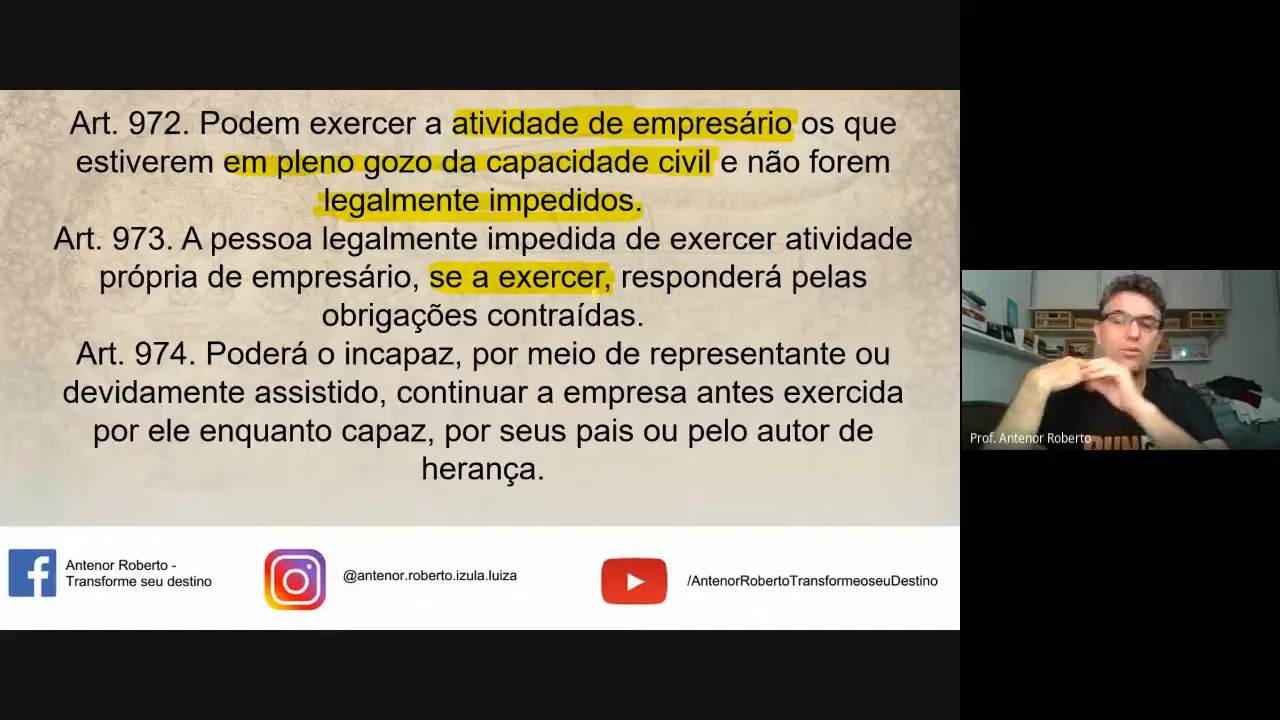 Art. 972. Podem exercer a atividade de empresário os que
estiverem em pleno gozo da capacidade civil e não forem
legalmente impedidos.
Art. 973. A pessoa legalmente impedida de exercer atividade
própria de empresário, se a exercer, responderá pelas
obrigações contraídas.
Art. 974. Poderá o incapaz, por meio de representante ou
devidamente assistido, continuar a empresa antes exercida
por ele enquanto capaz, por seus pais ou pelo autor de
herança.
Prof. Antenor Roberto
Antenor Roberto -
Transforme seu destino
@antenor.roberto.izula.luiza
/AntenorRobertoTransformeoseuDestino